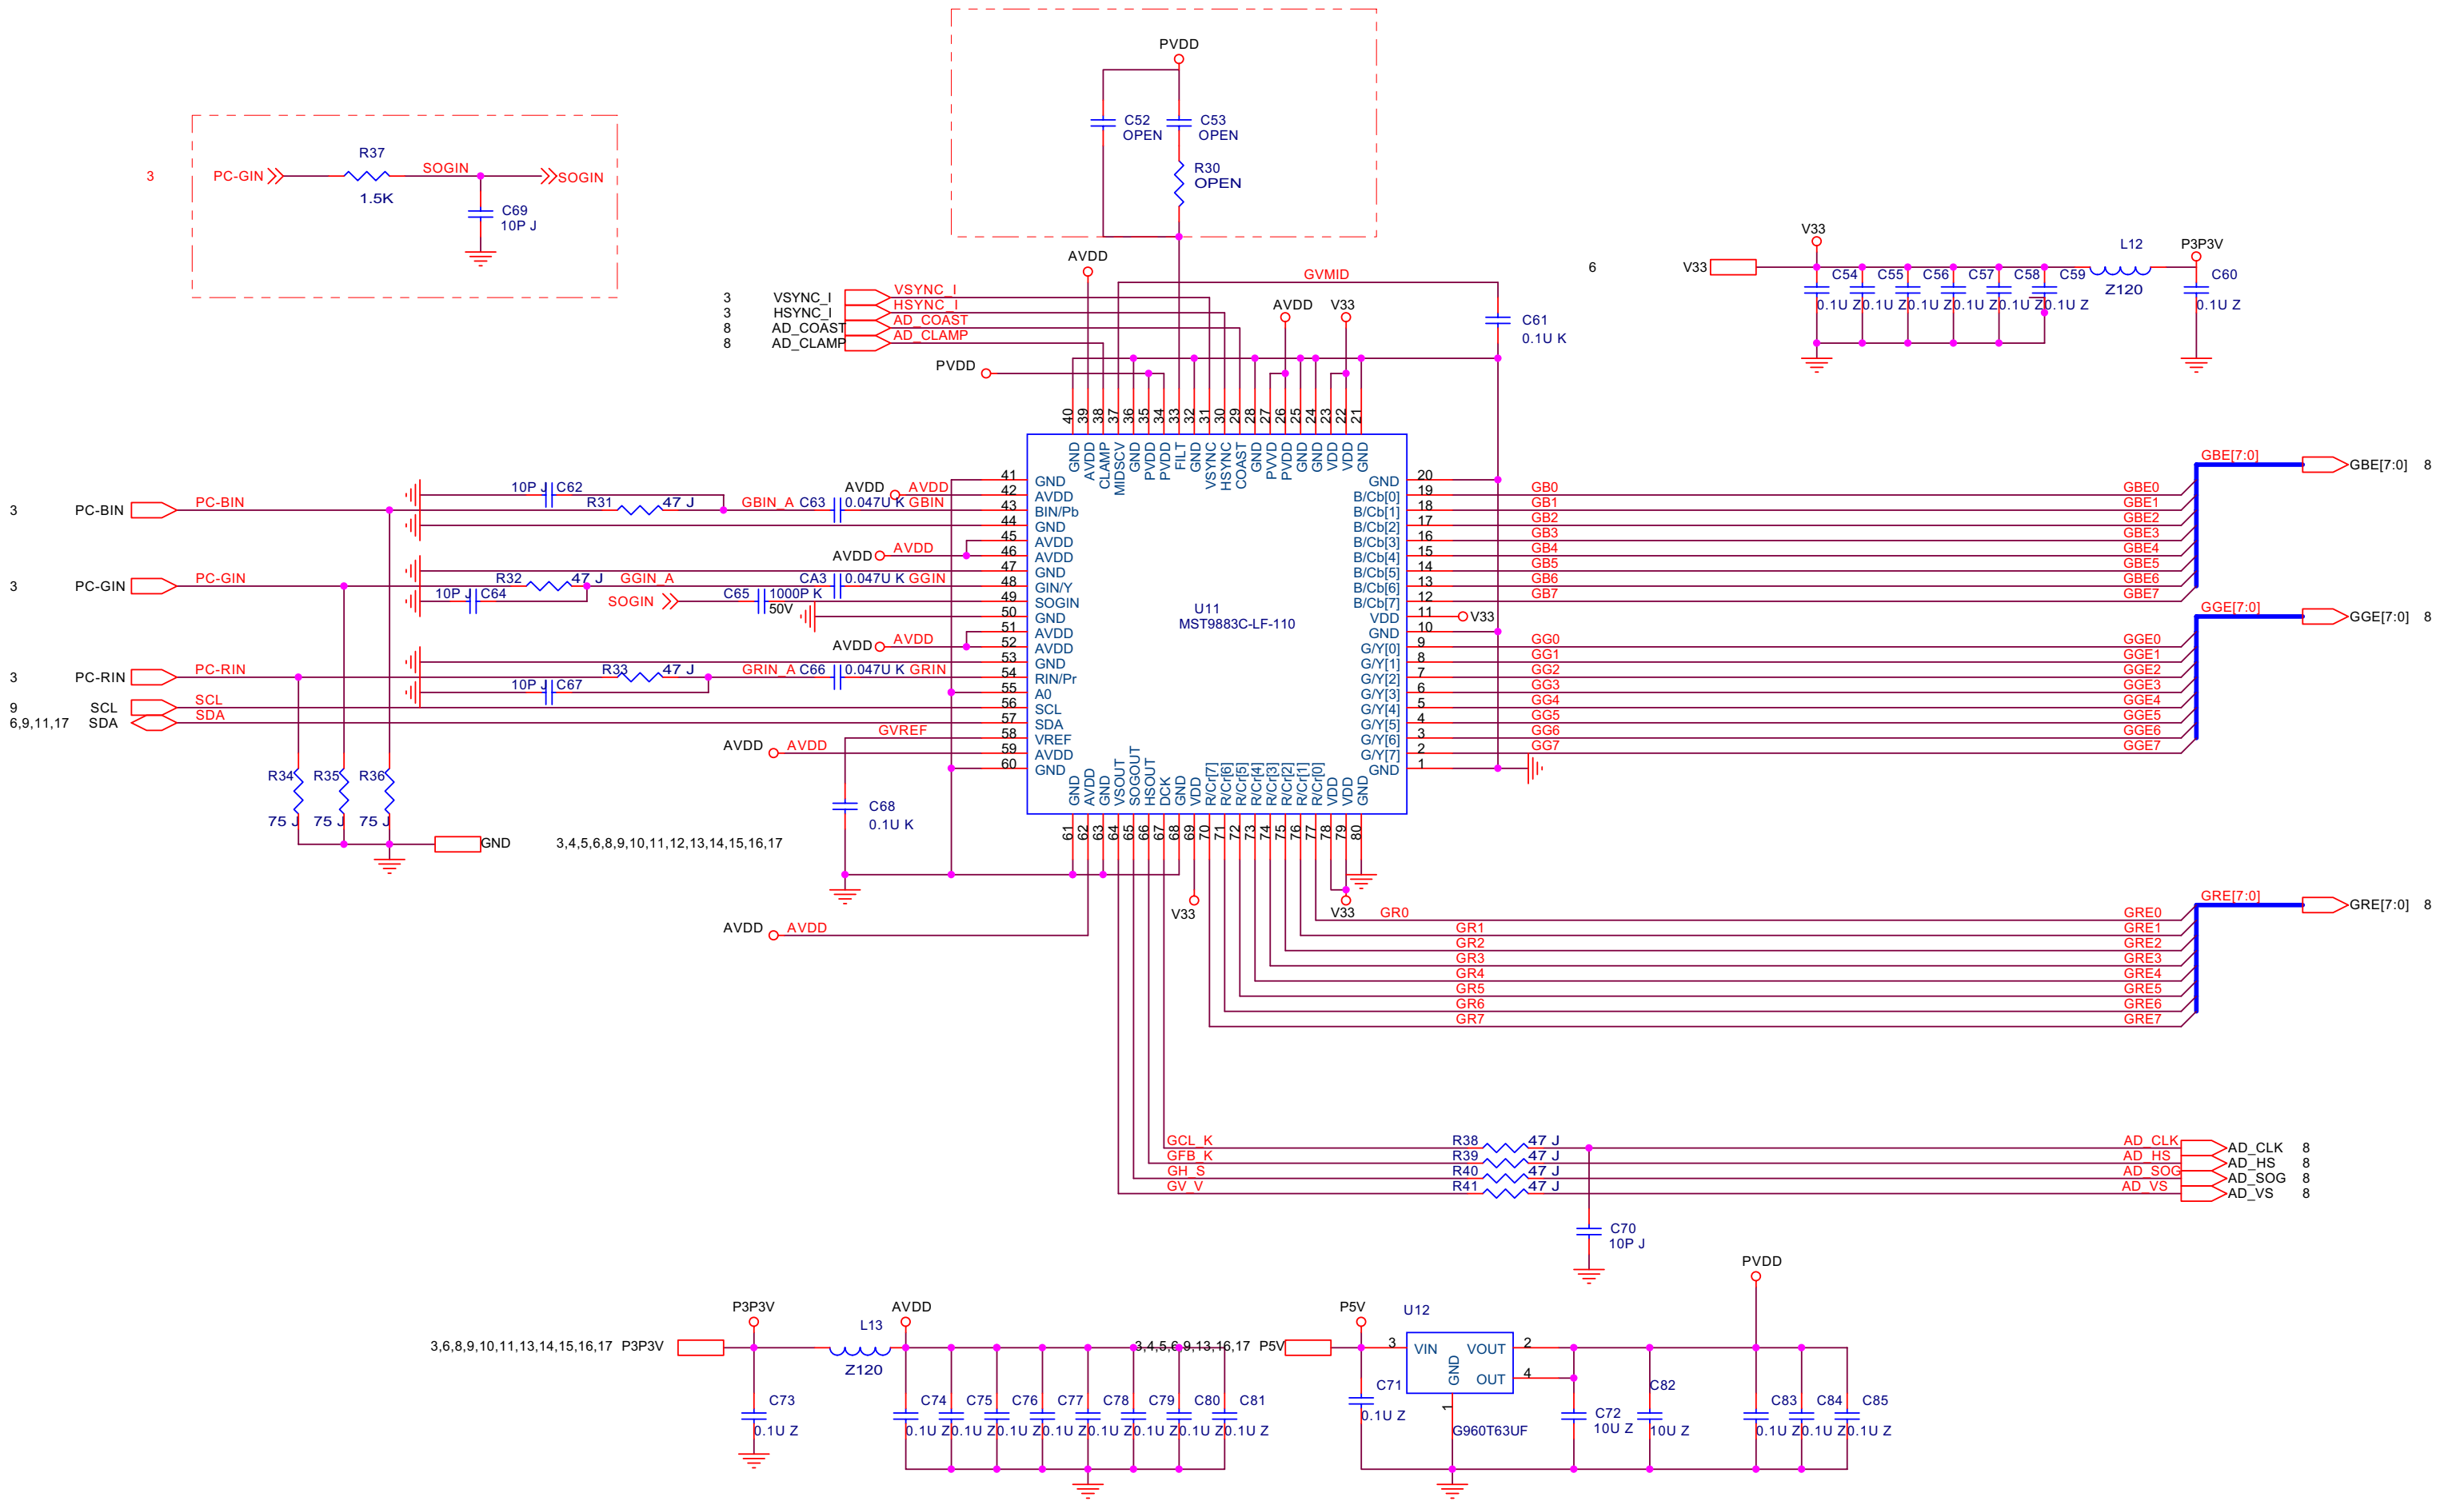 PVDD
C52
OPEN
C53
OPEN
R30
OPEN
3
PC-GIN
R37
1.5K
SOGIN
SOGIN
C69
10P J
AVDD
GVMID
3 VSYNC_I VSYNC_I
3 HSYNC_I HSYNC_I
8 AD_COAST AD_COAST
8 AD_CLAMP AD_CLAMP
PVDD
AVDD
V33
C61
0.1U K
6
V33
V33
C54 C55 C56 C57 C58 C59
0.1U Z 0.1U Z 0.1U Z 0.1U Z 0.1U Z 0.1U Z
L12
Z120
P3P3V
C60
0.1U Z
40 39 38 37 36 35 34 33 32 31 30 29 28 27 26 25 24 23 22 21
GND AVDD CLAMP MIDSCV GND PVDD PVDD FILT GND VSYNC HSYNC COAST GND PVVD PVDD GND GND VDD VDD GND
U11
MST9883C-LF-110
41 GND
42 AVDD
43 BIN/Pb
44 GND
45 AVDD
46 AVDD
47 GND
48 GIN/Y
49 SOGIN
50 GND
51 AVDD
52 AVDD
53 GND
54 RIN/Pr
55 A0
56 SCL
57 SDA
58 VREF
59 AVDD
60 GND
GND 20
B/Cb[0] 19
B/Cb[1] 18
B/Cb[2] 17
B/Cb[3] 16
B/Cb[4] 15
B/Cb[5] 14
B/Cb[6] 13
B/Cb[7] 12
VDD 11 V33
GND 10
G/Y[0] 9
G/Y[1] 8
G/Y[2] 7
G/Y[3] 6
G/Y[4] 5
G/Y[5] 4
G/Y[6] 3
G/Y[7] 2
GND 1
GND AVDD GND VSOUT SOGOUT HSOUT DCK GND VDD R/Cr[7] R/Cr[6] R/Cr[5] R/Cr[4] R/Cr[3] R/Cr[2] R/Cr[1] R/Cr[0] VDD VDD GND
61 62 63 64 65 66 67 68 69 70 71 72 73 74 75 76 77 78 79 80
10P J C62
AVDD AVDD
3 PC-BIN PC-BIN
R31 47 J
GBIN_A C63 0.047U K GBIN
AVDD AVDD
3 PC-GIN PC-GIN
R32 47 J
GGIN_A
CA3 0.047U K GGIN
10P J C64
SOGIN
C65 1000P K
50V
AVDD AVDD
3 PC-RIN PC-RIN
R33 47 J
GRIN_A C66 0.047U K GRIN
10P J C67
9 SCL SCL
6,9,11,17 SDA SDA
GVREF
AVDD AVDD
R34 R35 R36
75 J 75 J 75 J
GND 3,4,5,6,8,9,10,11,12,13,14,15,16,17
C68
0.1U K
AVDD AVDD
V33
V33
GB0 GBE0
GB1 GBE1
GB2 GBE2
GB3 GBE3
GB4 GBE4
GB5 GBE5
GB6 GBE6
GB7 GBE7
GBE[7:0] GBE[7:0] 8
GG0 GGE0
GG1 GGE1
GG2 GGE2
GG3 GGE3
GG4 GGE4
GG5 GGE5
GG6 GGE6
GG7 GGE7
GGE[7:0] GGE[7:0] 8
GRE[7:0] GRE[7:0] 8
GR0 GRE0
GR1 GRE1
GR2 GRE2
GR3 GRE3
GR4 GRE4
GR5 GRE5
GR6 GRE6
GR7 GRE7
GCL_K R38 47 J AD_CLK AD_CLK 8
GFB_K R39 47 J AD_HS AD_HS 8
GH_S R40 47 J AD_SOG AD_SOG 8
GV_V R41 47 J AD_VS AD_VS 8
C70
10P J
3,6,8,9,10,11,13,14,15,16,17 P3P3V
P3P3V
L13
Z120
AVDD
C73
0.1U Z
C74 C75 C76 C77 C78 C79 C80 C81
0.1U Z 0.1U Z 0.1U Z 0.1U Z 0.1U Z 0.1U Z 0.1U Z 0.1U Z
3,4,5,6,9,13,16,17 P5V
P5V
U12
3 VIN VOUT 2
GND OUT 4
1
G960T63UF
C71
0.1U Z
C72
10U Z
C82
10U Z
PVDD
C83 C84 C85
0.1U Z 0.1U Z 0.1U Z